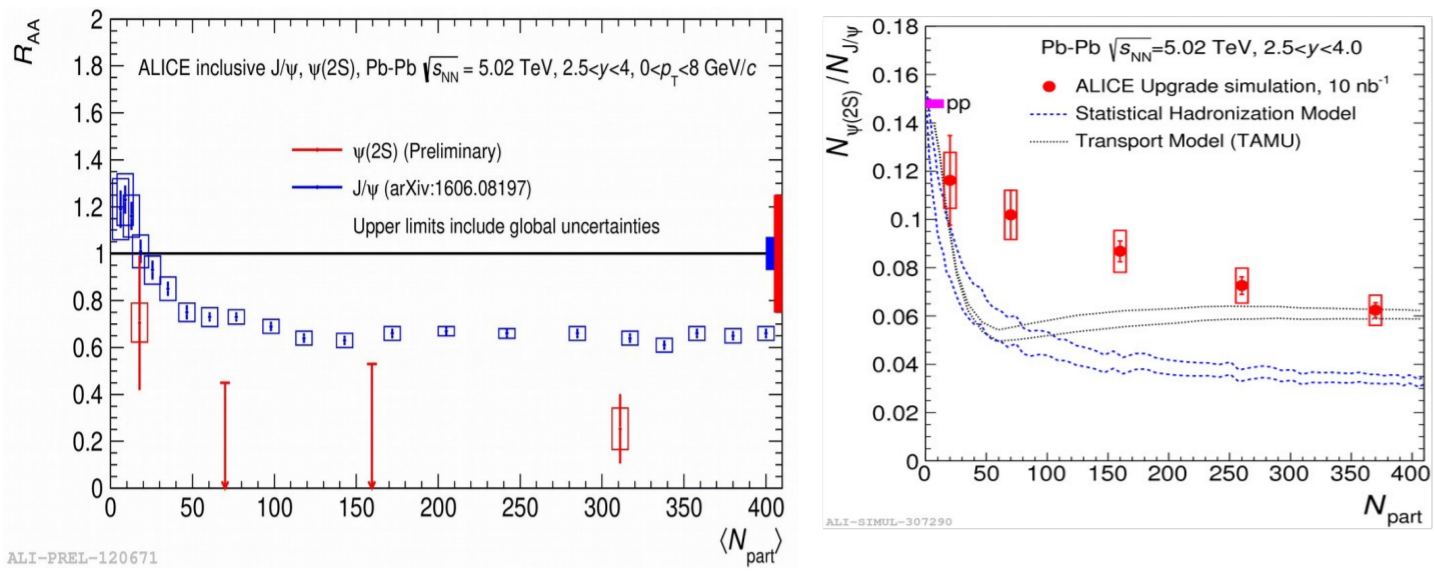 R_AA
2
1.8
1.6
1.4
1.2
1
0.8
0.6
0.4
0.2
0
ALICE inclusive J/ψ, ψ(2S), Pb-Pb √s_NN = 5.02 TeV, 2.5<y<4, 0<p_T<8 GeV/c
ψ(2S) (Preliminary)
J/ψ (arXiv:1606.08197)
Upper limits include global uncertainties
0 50 100 150 200 250 300 350 400
⟨N_part⟩
ALI-PREL-120671
N_ψ(2S) / N_J/ψ
0.18
0.16
0.14
0.12
0.1
0.08
0.06
0.04
0.02
0
Pb-Pb √s_NN=5.02 TeV, 2.5<y<4.0
ALICE Upgrade simulation, 10 nb⁻¹
Statistical Hadronization Model
Transport Model (TAMU)
pp
0 50 100 150 200 250 300 350 400
N_part
ALI-SIMUL-307290